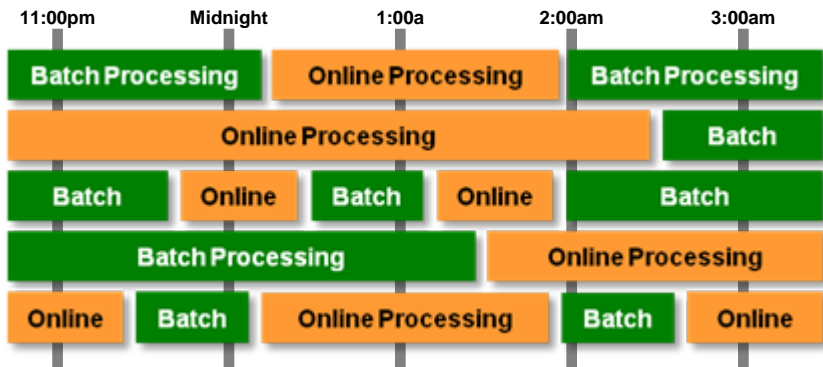 11:00pm Midnight 1:00a 2:00am 3:00am
Batch Processing Online Processing Batch Processing
Online Processing Batch
Batch Online Batch Online Batch
Batch Processing Online Processing
Online Batch Online Processing Batch Online